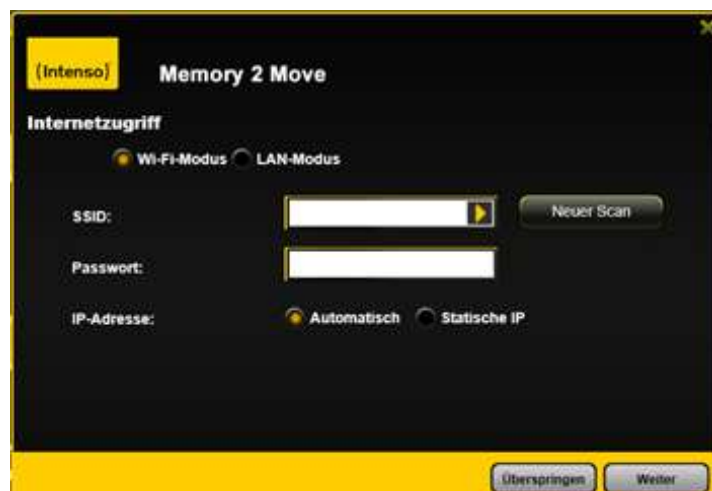 (Intenso) Memory 2 Move
Internetzugriff
Wi-Fi-Modus LAN-Modus
SSID: Neuer Scan
Passwort:
IP-Adresse: Automatisch Statische IP
Überspringen Weiter